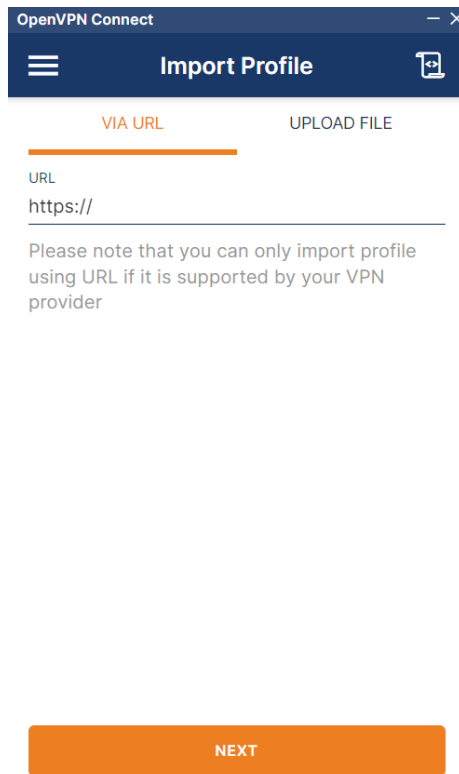 OpenVPN Connect
Import Profile
VIA URL
UPLOAD FILE
URL
https://
Please note that you can only import profile
using URL if it is supported by your VPN
provider
NEXT